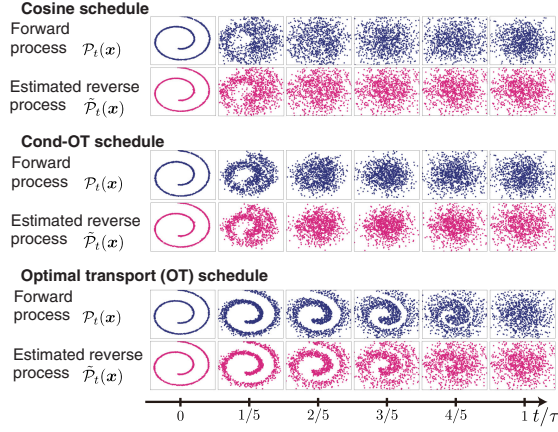 Cosine schedule
Forward
process 𝒫ₜ(𝒙)
Estimated reverse
process 𝒫̃ₜ(𝒙)
Cond-OT schedule
Forward
process 𝒫ₜ(𝒙)
Estimated reverse
process 𝒫̃ₜ(𝒙)
Optimal transport (OT) schedule
Forward
process 𝒫ₜ(𝒙)
Estimated reverse
process 𝒫̃ₜ(𝒙)
0 1/5 2/5 3/5 4/5 1 t/τ